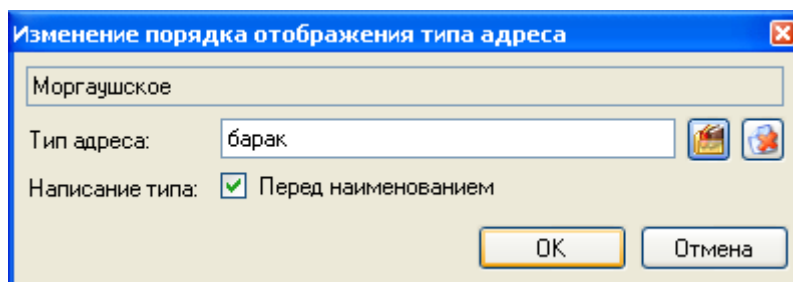 Изменение порядка отображения типа адреса
Моргаушское
Тип адреса: барак
Написание типа: Перед наименованием
OK Отмена